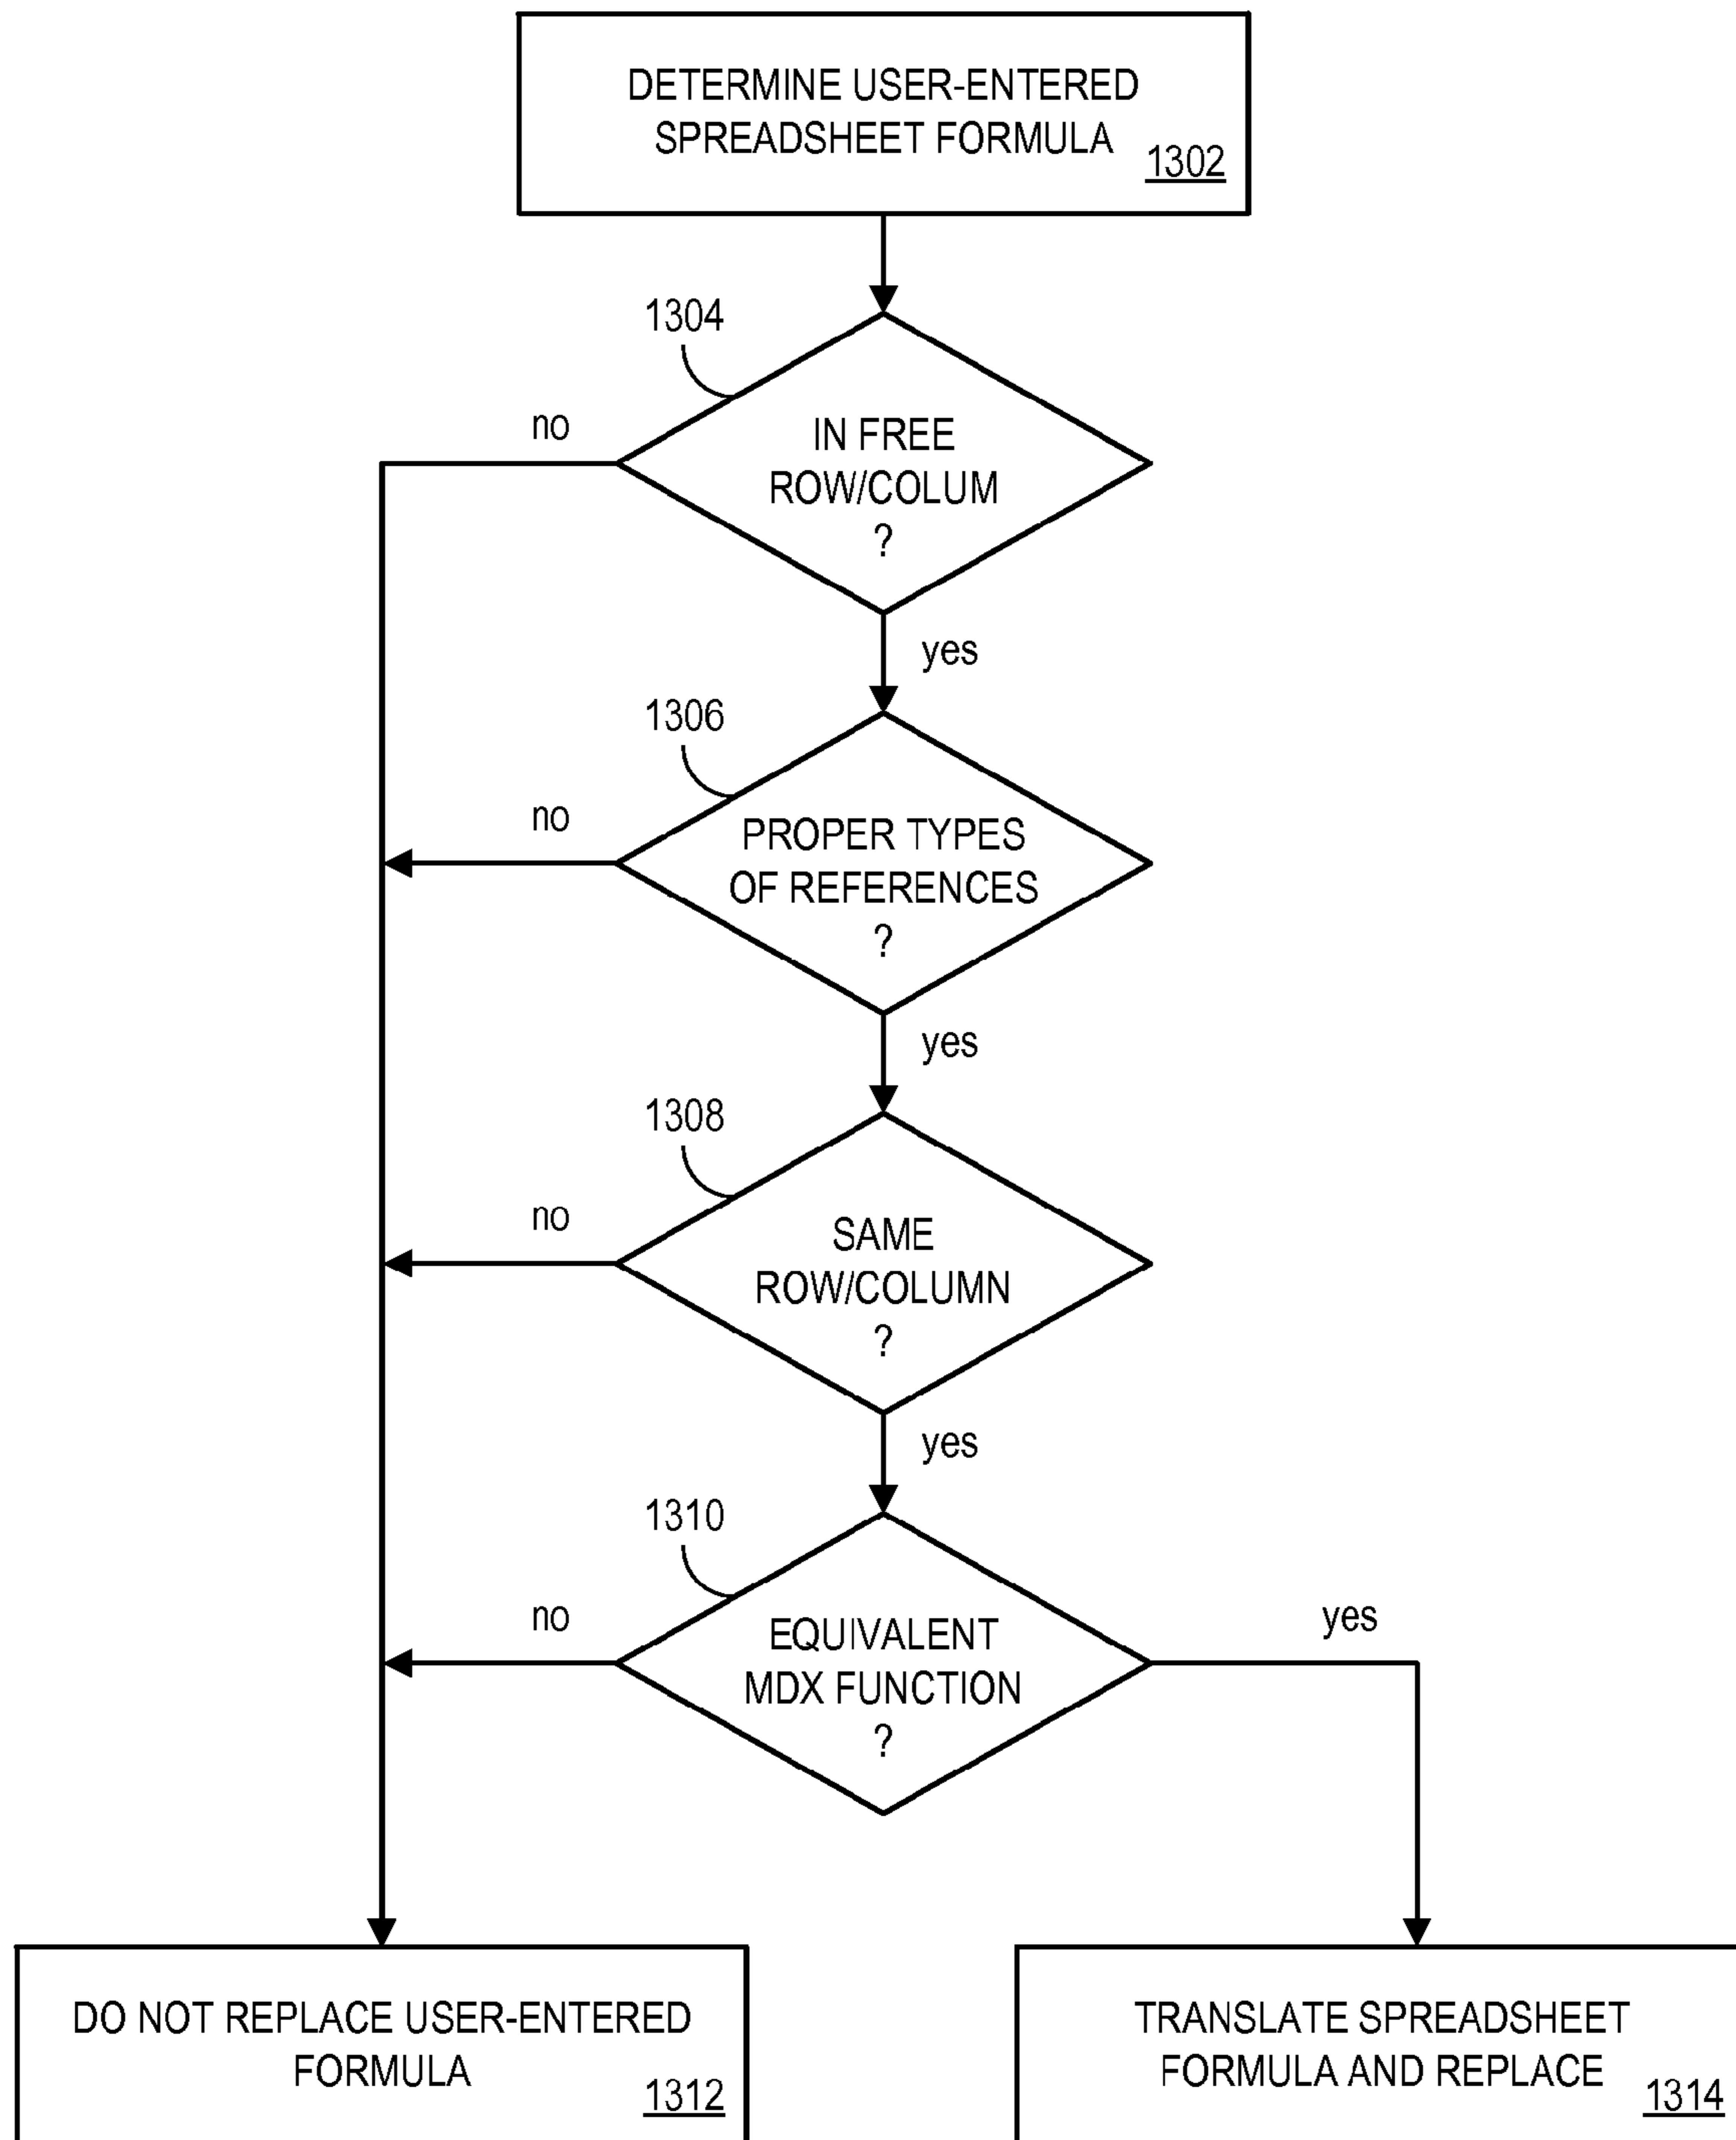 DETERMINE USER-ENTERED
SPREADSHEET FORMULA
1302
1304
no
IN FREE
ROW/COLUM
?
yes
1306
no
PROPER TYPES
OF REFERENCES
?
yes
1308
no
SAME
ROW/COLUMN
?
yes
1310
no
EQUIVALENT
MDX FUNCTION
?
yes
DO NOT REPLACE USER-ENTERED
FORMULA
1312
TRANSLATE SPREADSHEET
FORMULA AND REPLACE
1314